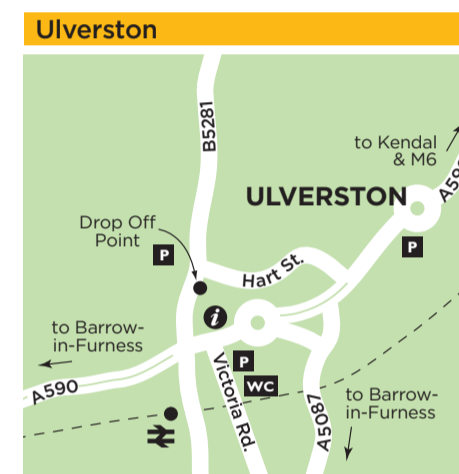 Ulverston
B5281
to Kendal
& M6
A59
ULVERSTON
Drop Off
Point
P
P
Hart St.
i
to Barrow-
in-Furness
P
WC
A590
Victoria Rd.
A5087
to Barrow-
in-Furness